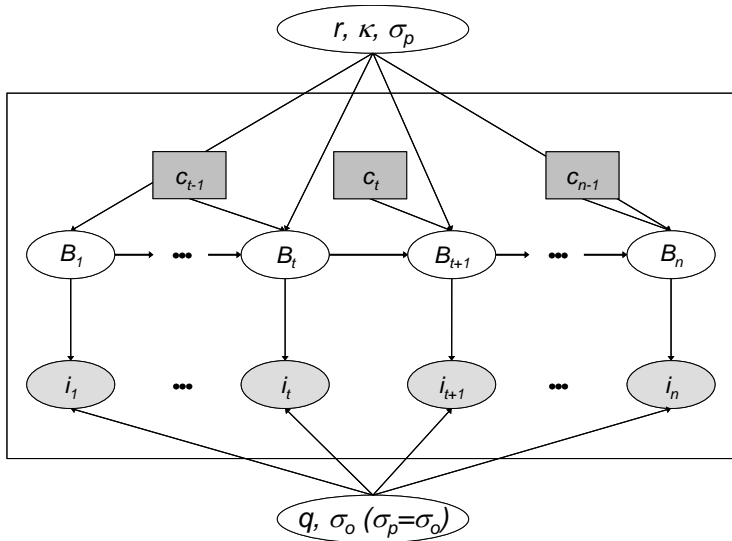 r, κ, σp
ct-1 ct cn-1
B1 ••• Bt Bt+1 ••• Bn
i1 ••• it it+1 ••• in
q, σo (σp=σo)